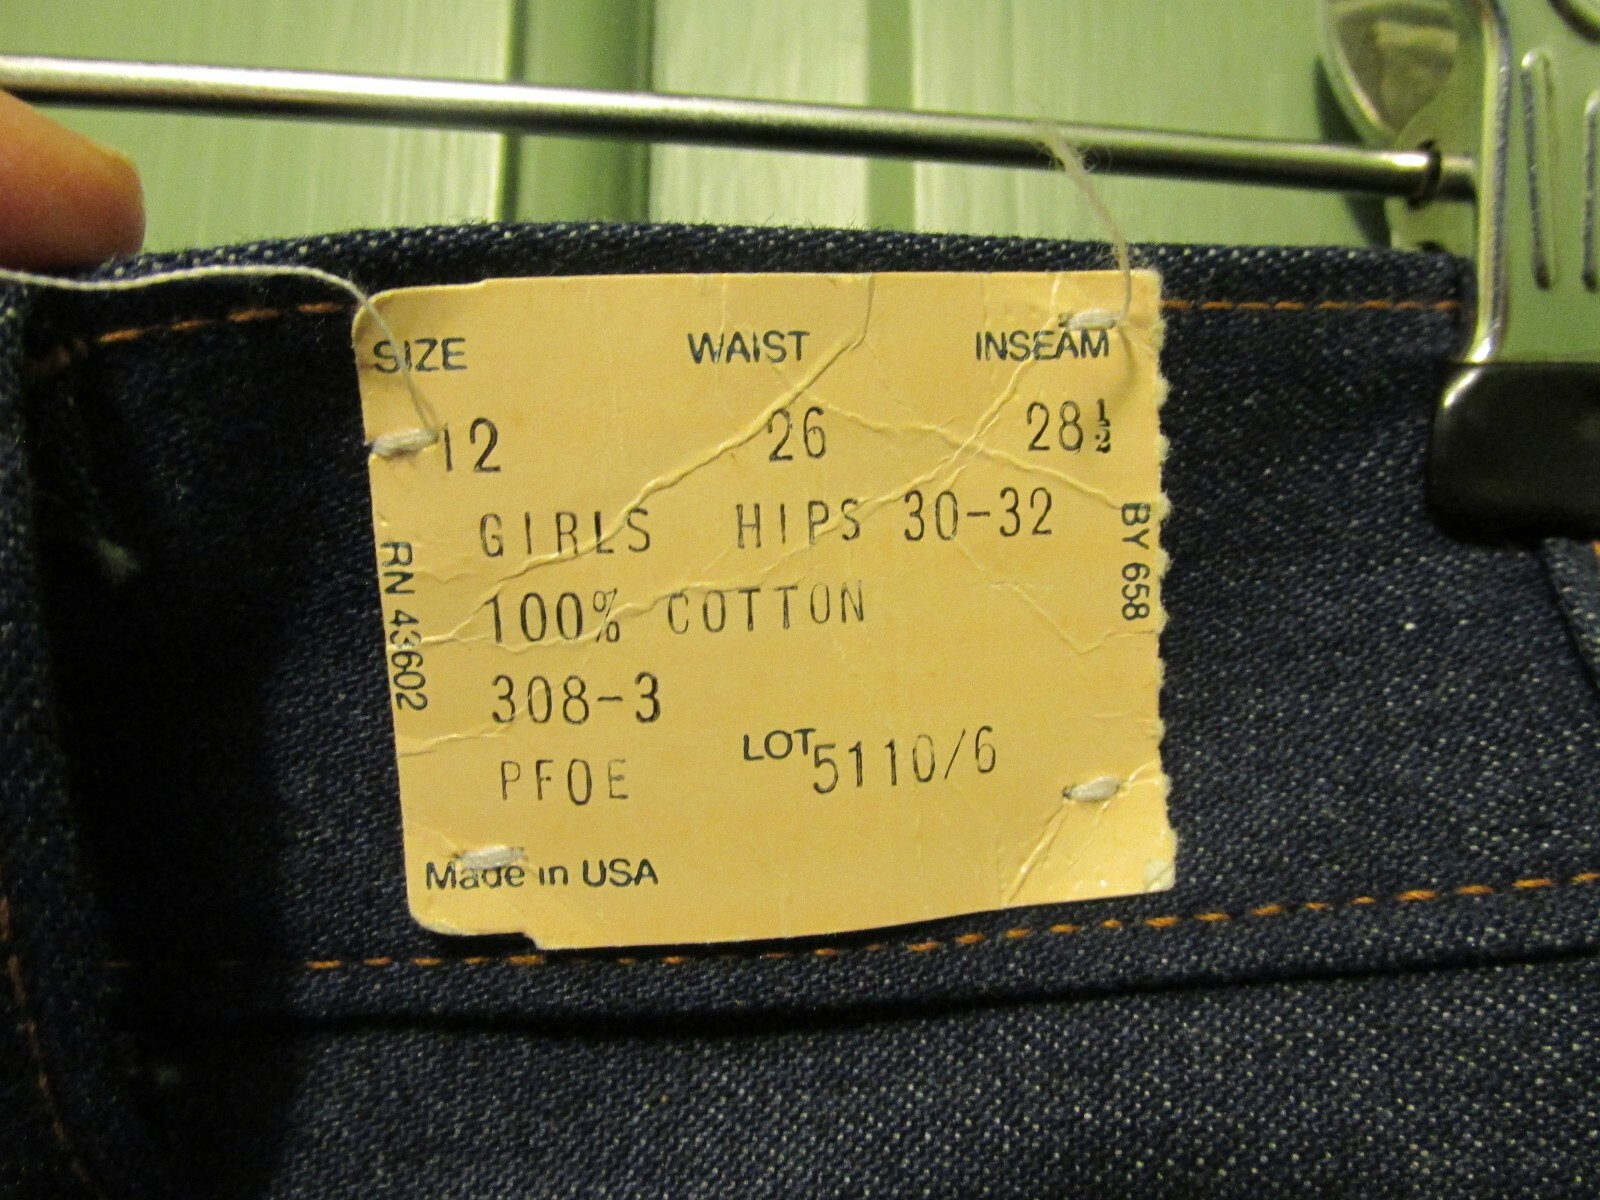 SIZE WAIST INSEAM
12 26 28½
GIRLS HIPS 30-32
100% COTTON
308-3
PFOE LOT 5110/6
Made in USA
RN 43602
BY 658